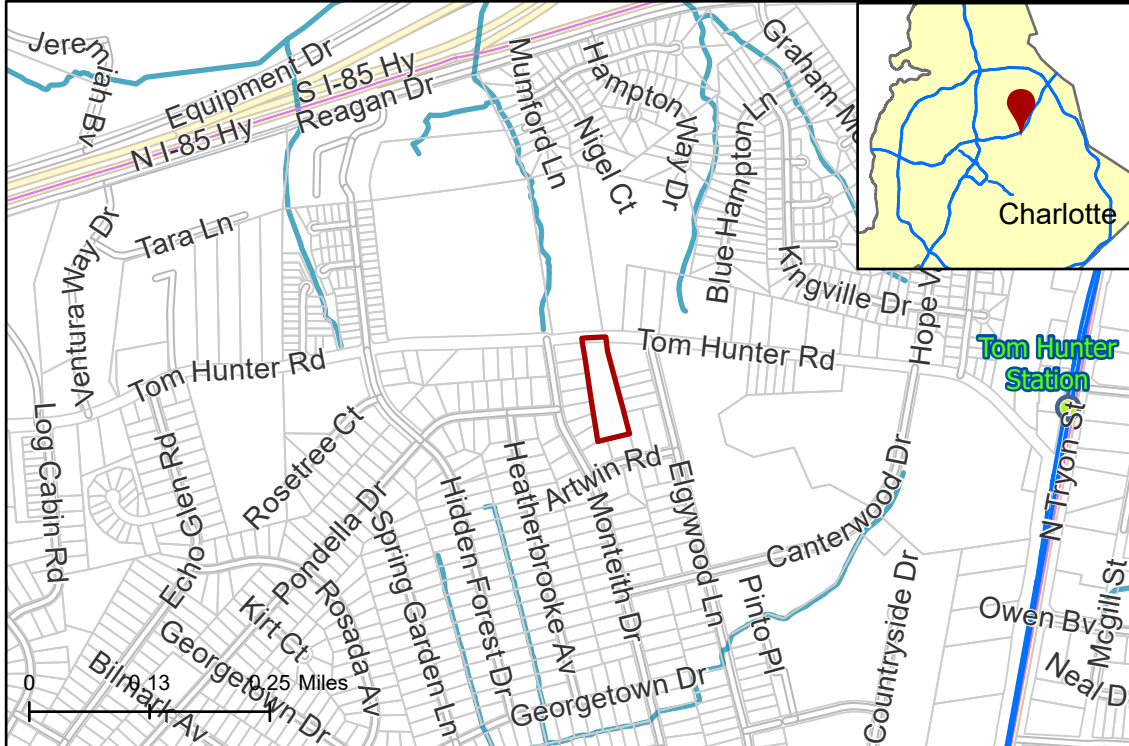 Jeremiah Bv
Equipment Dr
S I-85 Hy
N I-85 Hy
Reagan Dr
Mumford Ln
Hampton Way Dr
Nigel Ct
Blue Hampton Ln
Charlotte
Ventura Way Dr
Tara Ln
Kingville Dr
Tom Hunter Rd
Tom Hunter Rd
Tom Hunter
Station
Log Cabin Rd
Echo Glen Rd
Rosetree Ct
Pondella Dr
Spring Garden Ln
Hidden Forest Dr
Heatherbrooke Av
Artwin Rd
Monteith Dr
Elgywood Ln
Canterwood Dr
N Tryon St
Pinto Pl
Countryside Dr
Owen Bv
Mcgill St
Kirt Ct
Rosada Av
Georgetown Dr
Georgetown Dr
Bilmark Av
0 0.13 0.25 Miles